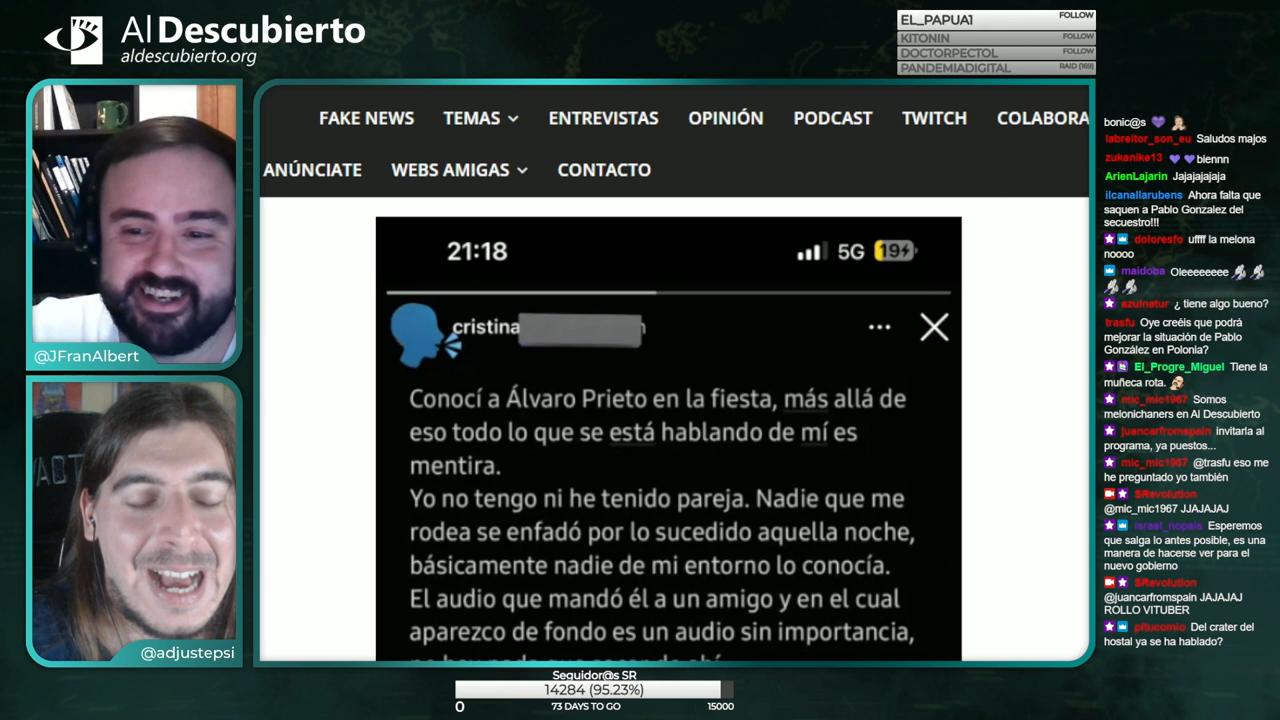 Al Descubierto
aldescubierto.org
EL_PAPUA1 FOLLOW
KITONIN FOLLOW
DOCTORPECTOL FOLLOW
PANDEMIADIGITAL RAID (169)
@JFranAlbert
@adjustepsi
FAKE NEWS TEMAS ENTREVISTAS OPINIÓN PODCAST TWITCH COLABORA
ANÚNCIATE WEBS AMIGAS CONTACTO
21:18 5G 19
cristina
Conocí a Álvaro Prieto en la fiesta, más allá de
eso todo lo que se está hablando de mí es
mentira.
Yo no tengo ni he tenido pareja. Nadie que me
rodea se enfadó por lo sucedido aquella noche,
básicamente nadie de mi entorno lo conocía.
El audio que mandó él a un amigo y en el cual
aparezco de fondo es un audio sin importancia,
bonic@s
labreitor_son_eu Saludos majos
zukanike13 biennn
ArienLajarin Jajajajajaja
ilcanallarubens Ahora falta que
saquen a Pablo Gonzalez del
secuestro!!!
doloresfo uffff la melona
noooo
maidoba Oleeeeeeee
azulnatur ¿ tiene algo bueno?
trasfu Oye creéis que podrá
mejorar la situación de Pablo
González en Polonia?
El_Progre_Miguel Tiene la
muñeca rota.
mic_mic1967 Somos
melonichaners en Al Descubierto
juancarfromspain invitarla al
programa, ya puestos...
mic_mic1967 @trasfu eso me
he preguntado yo también
SRevolution
@mic_mic1967 JJAJAJAJ
israel_nopais Esperemos
que salga lo antes posible, es una
manera de hacerse ver para el
nuevo gobierno
SRevolution
@juancarfromspain JAJAJAJ
ROLLO VITUBER
pitucomio Del crater del
hostal ya se ha hablado?
Seguidor@s SR
14284 (95.23%)
0 73 DAYS TO GO 15000